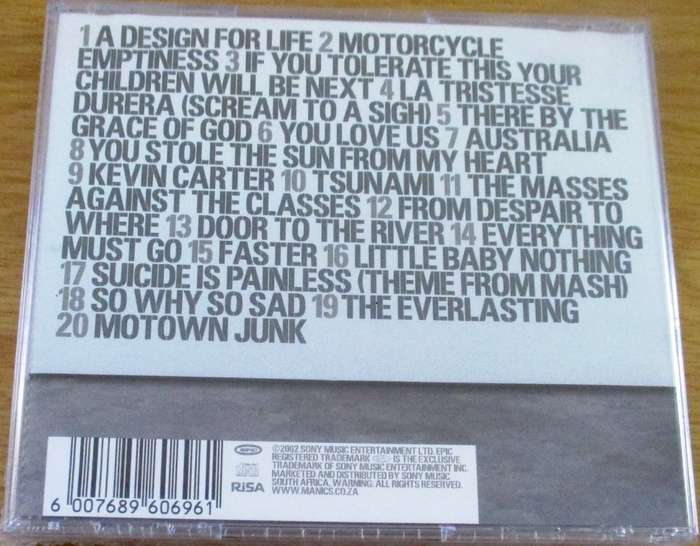 1 A DESIGN FOR LIFE 2 MOTORCYCLE
EMPTINESS 3 IF YOU TOLERATE THIS YOUR
CHILDREN WILL BE NEXT 4 LA TRISTESSE
DURERA (SCREAM TO A SIGH) 5 THERE BY THE
GRACE OF GOD 6 YOU LOVE US 7 AUSTRALIA
8 YOU STOLE THE SUN FROM MY HEART
9 KEVIN CARTER 10 TSUNAMI 11 THE MASSES
AGAINST THE CLASSES 12 FROM DESPAIR TO
WHERE 13 DOOR TO THE RIVER 14 EVERYTHING
MUST GO 15 FASTER 16 LITTLE BABY NOTHING
17 SUICIDE IS PAINLESS (THEME FROM MASH)
18 SO WHY SO SAD 19 THE EVERLASTING
20 MOTOWN JUNK
6 007689 606961
epic
RiSA
©2002 SONY MUSIC ENTERTAINMENT LTD. EPIC
REGISTERED TRADEMARK IS THE EXCLUSIVE
TRADEMARK OF SONY MUSIC ENTERTAINMENT INC.
MARKETED AND DISTRIBUTED BY SONY MUSIC
SOUTH AFRICA. WARNING: ALL RIGHTS RESERVED.
WWW.MANICS.CO.ZA